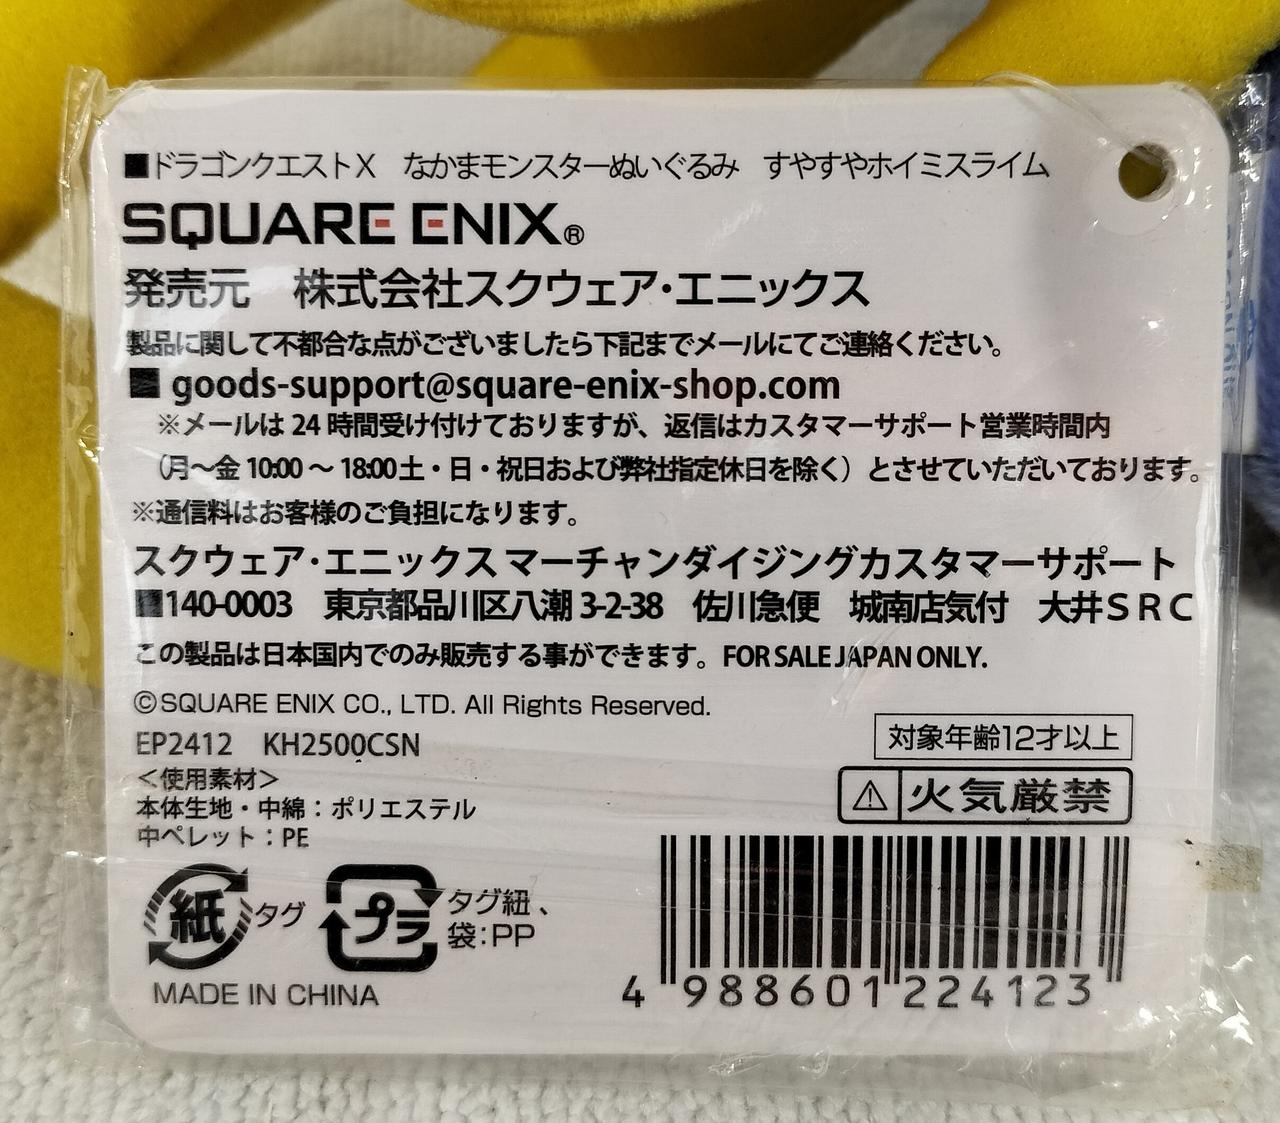 ■ドラゴンクエストX なかまモンスターぬいぐるみ すやすやホイミスライム
SQUARE ENIX®
発売元 株式会社スクウェア・エニックス
製品に関して不都合な点がございましたら下記までメールにてご連絡ください。
■ goods-support@square-enix-shop.com
※メールは 24 時間受け付けておりますが、返信はカスタマーサポート営業時間内
(月～金 10:00 ～ 18:00 土・日・祝日および弊社指定休日を除く）とさせていただいております。
※通信料はお客様のご負担になります。
スクウェア・エニックス マーチャンダイジングカスタマーサポート
■140-0003 東京都品川区八潮 3-2-38 佐川急便 城南店気付 大井ＳＲＣ
この製品は日本国内でのみ販売する事ができます。FOR SALE JAPAN ONLY.
©SQUARE ENIX CO., LTD. All Rights Reserved.
EP2412 KH2500CSN
対象年齢12才以上
＜使用素材＞
⚠火気厳禁
本体生地・中綿：ポリエステル
中ペレット：PE
紙 タグ
プラ タグ紐、
袋：PP
MADE IN CHINA
4 988601 224123